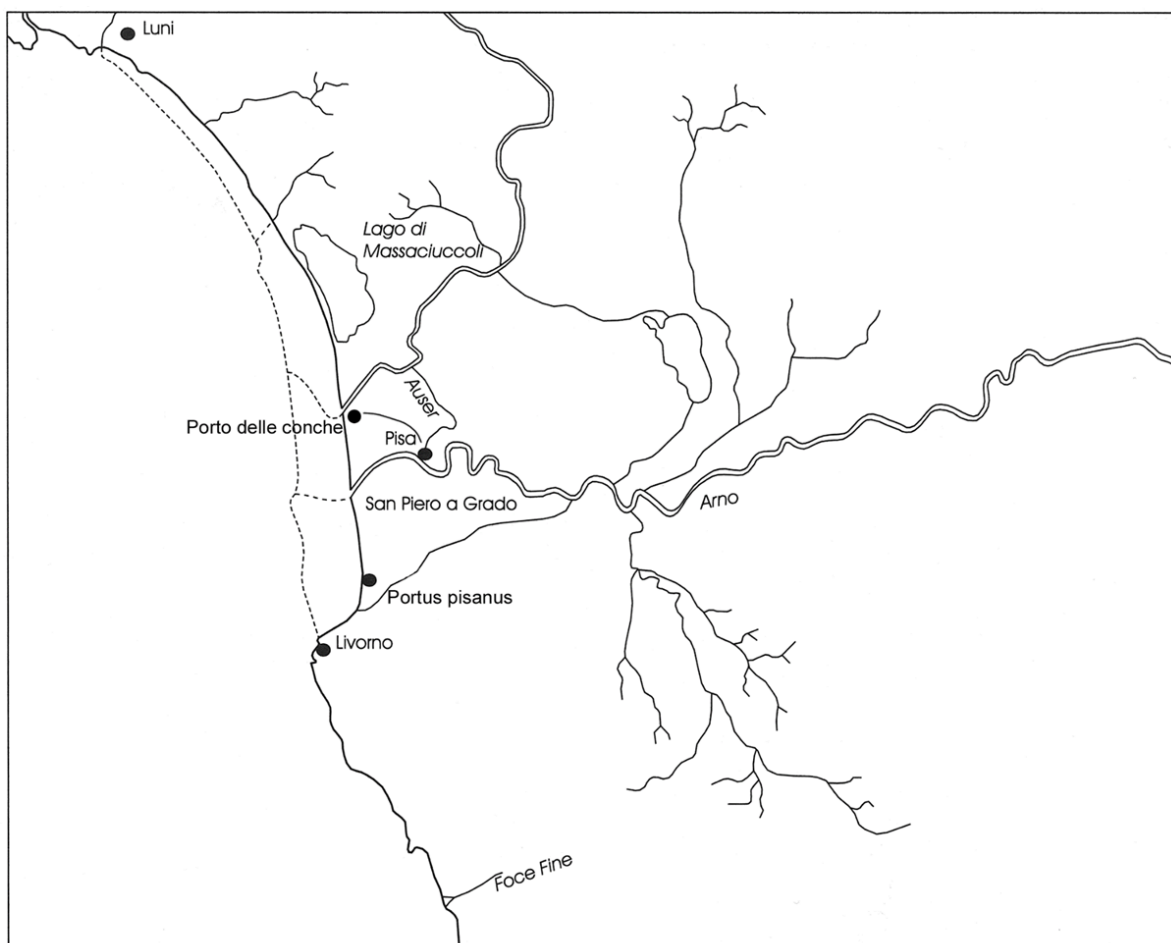 Luni
Lago di
Massaciuccoli
Auser
Porto delle conche
Pisa
San Piero a Grado
Arno
Portus pisanus
Livorno
Foce Fine